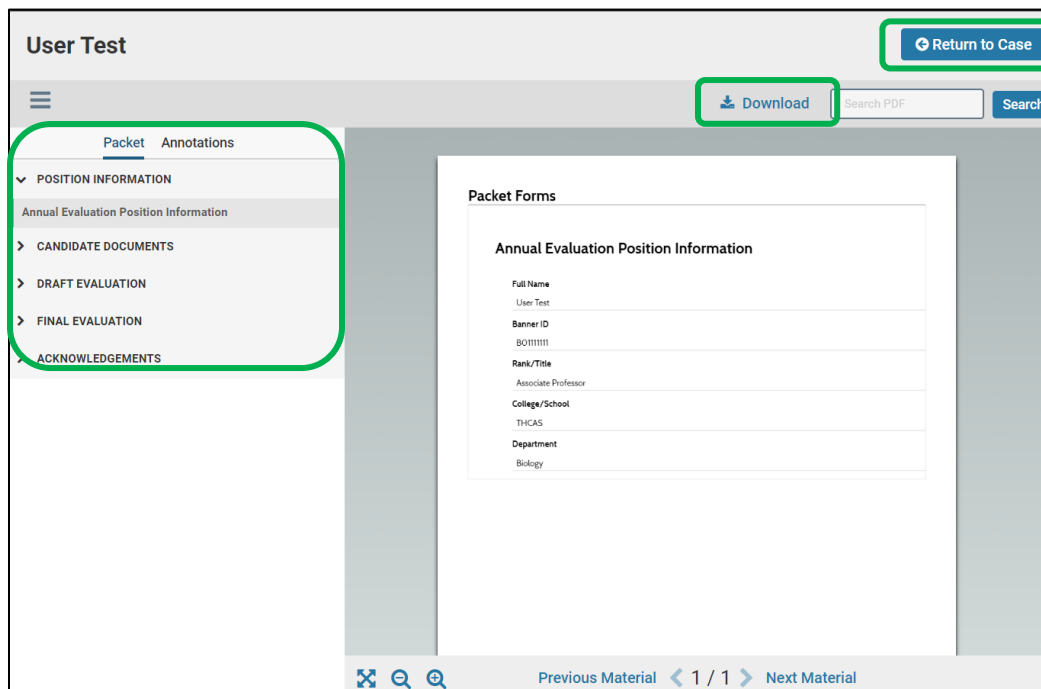 User Test
Return to Case
Download
Search PDF
Search
Packet Annotations
POSITION INFORMATION
Annual Evaluation Position Information
CANDIDATE DOCUMENTS
DRAFT EVALUATION
FINAL EVALUATION
ACKNOWLEDGEMENTS
Packet Forms
Annual Evaluation Position Information
Full Name
User Test
Banner ID
B01111111
Rank/Title
Associate Professor
College/School
THCAS
Department
Biology
Previous Material 1 / 1 Next Material